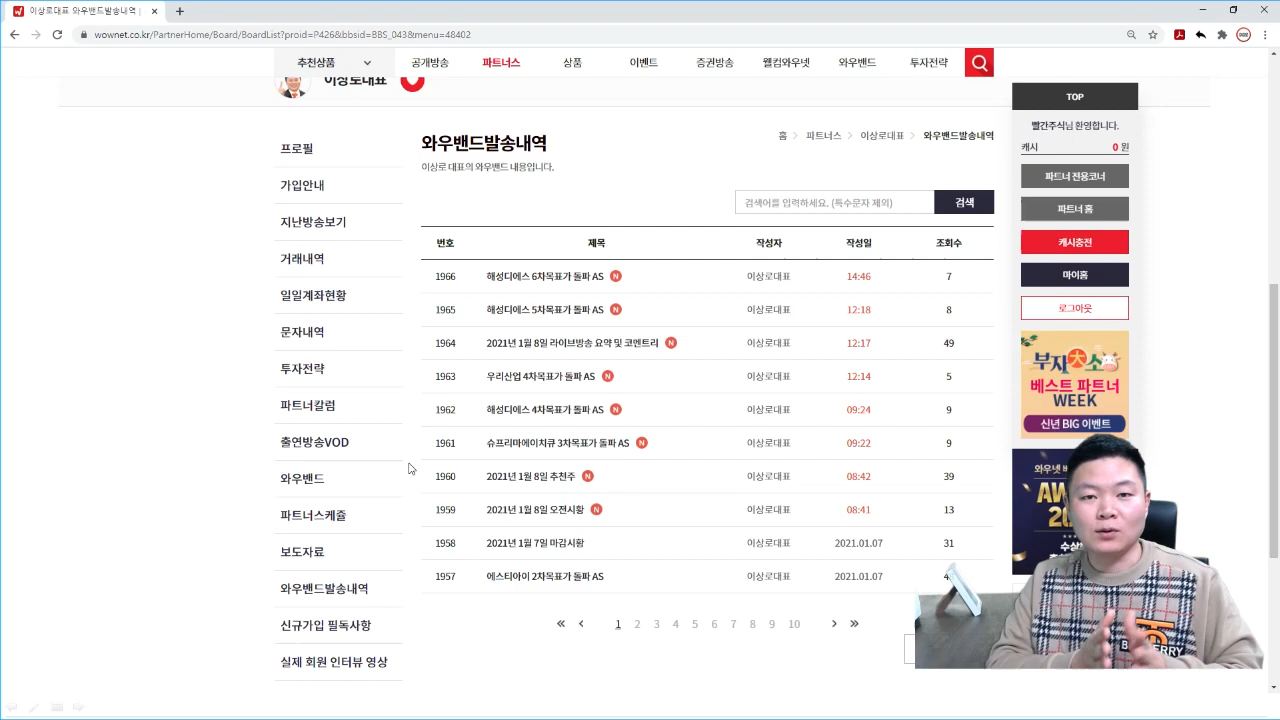 이상로대표 와우밴드발송내역 |
wownet.co.kr/PartnerHome/Board/BoardList?proid=P426&bbsid=BBS_043&menu=48402
추천상품
공개방송
파트너스
상품
이벤트
증권방송
웰컴와우넷
와우밴드
투자전략
이상로대표
와우밴드발송내역
이상로 대표의 와우밴드 내용입니다.
홈 > 파트너스 > 이상로대표 > 와우밴드발송내역
검색어를 입력하세요. (특수문자 제외)
검색
프로필
가입안내
지난방송보기
거래내역
일일계좌현황
문자내역
투자전략
파트너칼럼
출연방송VOD
와우밴드
파트너스케쥴
보도자료
와우밴드발송내역
신규가입 필독사항
실제 회원 인터뷰 영상
번호 제목 작성자 작성일 조회수
1966 해성디에스 6차목표가 돌파 AS N 이상로대표 14:46 7
1965 해성디에스 5차목표가 돌파 AS N 이상로대표 12:18 8
1964 2021년 1월 8일 라이브방송 요약 및 코멘트리 N 이상로대표 12:17 49
1963 우리산업 4차목표가 돌파 AS N 이상로대표 12:14 5
1962 해성디에스 4차목표가 돌파 AS N 이상로대표 09:24 9
1961 슈프리마에이치큐 3차목표가 돌파 AS N 이상로대표 09:22 9
1960 2021년 1월 8일 추천주 N 이상로대표 08:42 39
1959 2021년 1월 8일 오전시황 N 이상로대표 08:41 13
1958 2021년 1월 7일 마감시황 이상로대표 2021.01.07 31
1957 에스티아이 2차목표가 돌파 AS 이상로대표 2021.01.07
« ‹ 1 2 3 4 5 6 7 8 9 10 › »
TOP
빨간주식님 환영합니다.
캐시 0 원
파트너 전용코너
파트너 홈
캐시충전
마이홈
로그아웃
부자大소
베스트 파트너
WEEK
신년 BIG 이벤트
와우넷